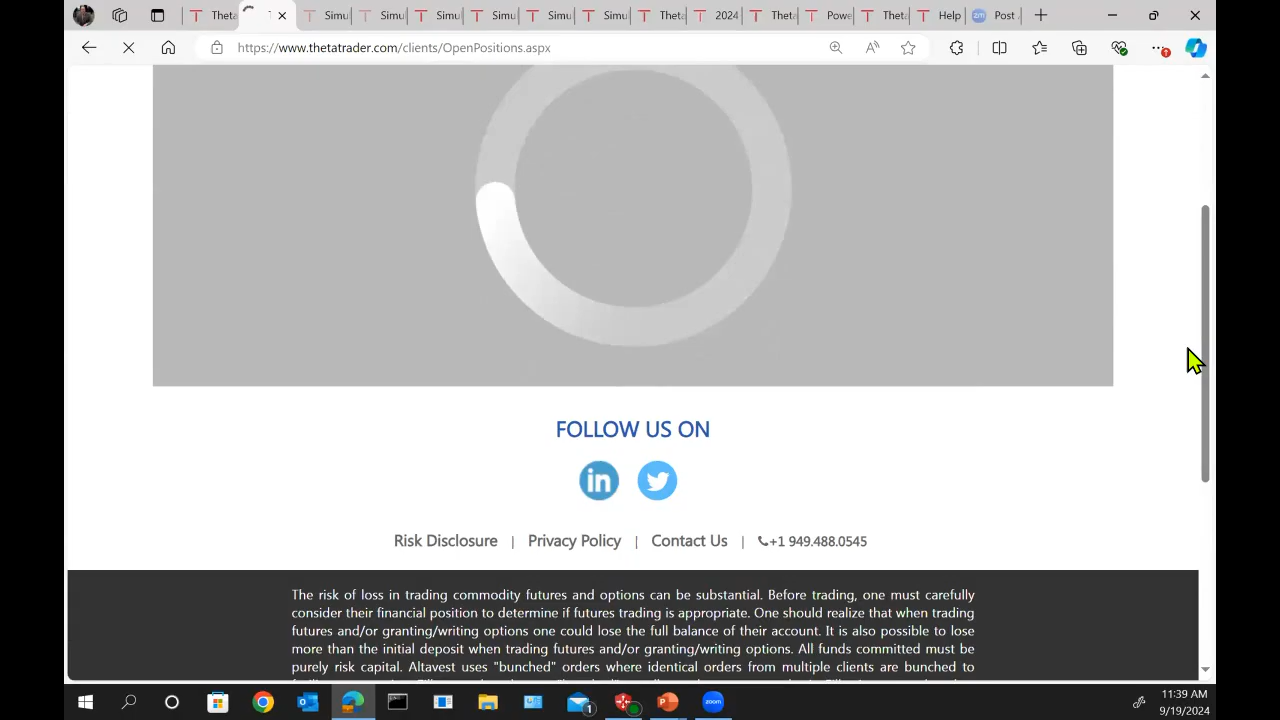 Theta
Simu
Simu
Simu
Simu
Simu
Simu
Theta
2024
Theta
Powe
Theta
Help
zm Post
https://www.thetatrader.com/clients/OpenPositions.aspx
FOLLOW US ON
in
Risk Disclosure | Privacy Policy | Contact Us | +1 949.488.0545
The risk of loss in trading commodity futures and options can be substantial. Before trading, one must carefully
consider their financial position to determine if futures trading is appropriate. One should realize that when trading
futures and/or granting/writing options one could lose the full balance of their account. It is also possible to lose
more than the initial deposit when trading futures and/or granting/writing options. All funds committed must be
purely risk capital. Altavest uses "bunched" orders where identical orders from multiple clients are bunched to
1
zoom
11:39 AM
9/19/2024